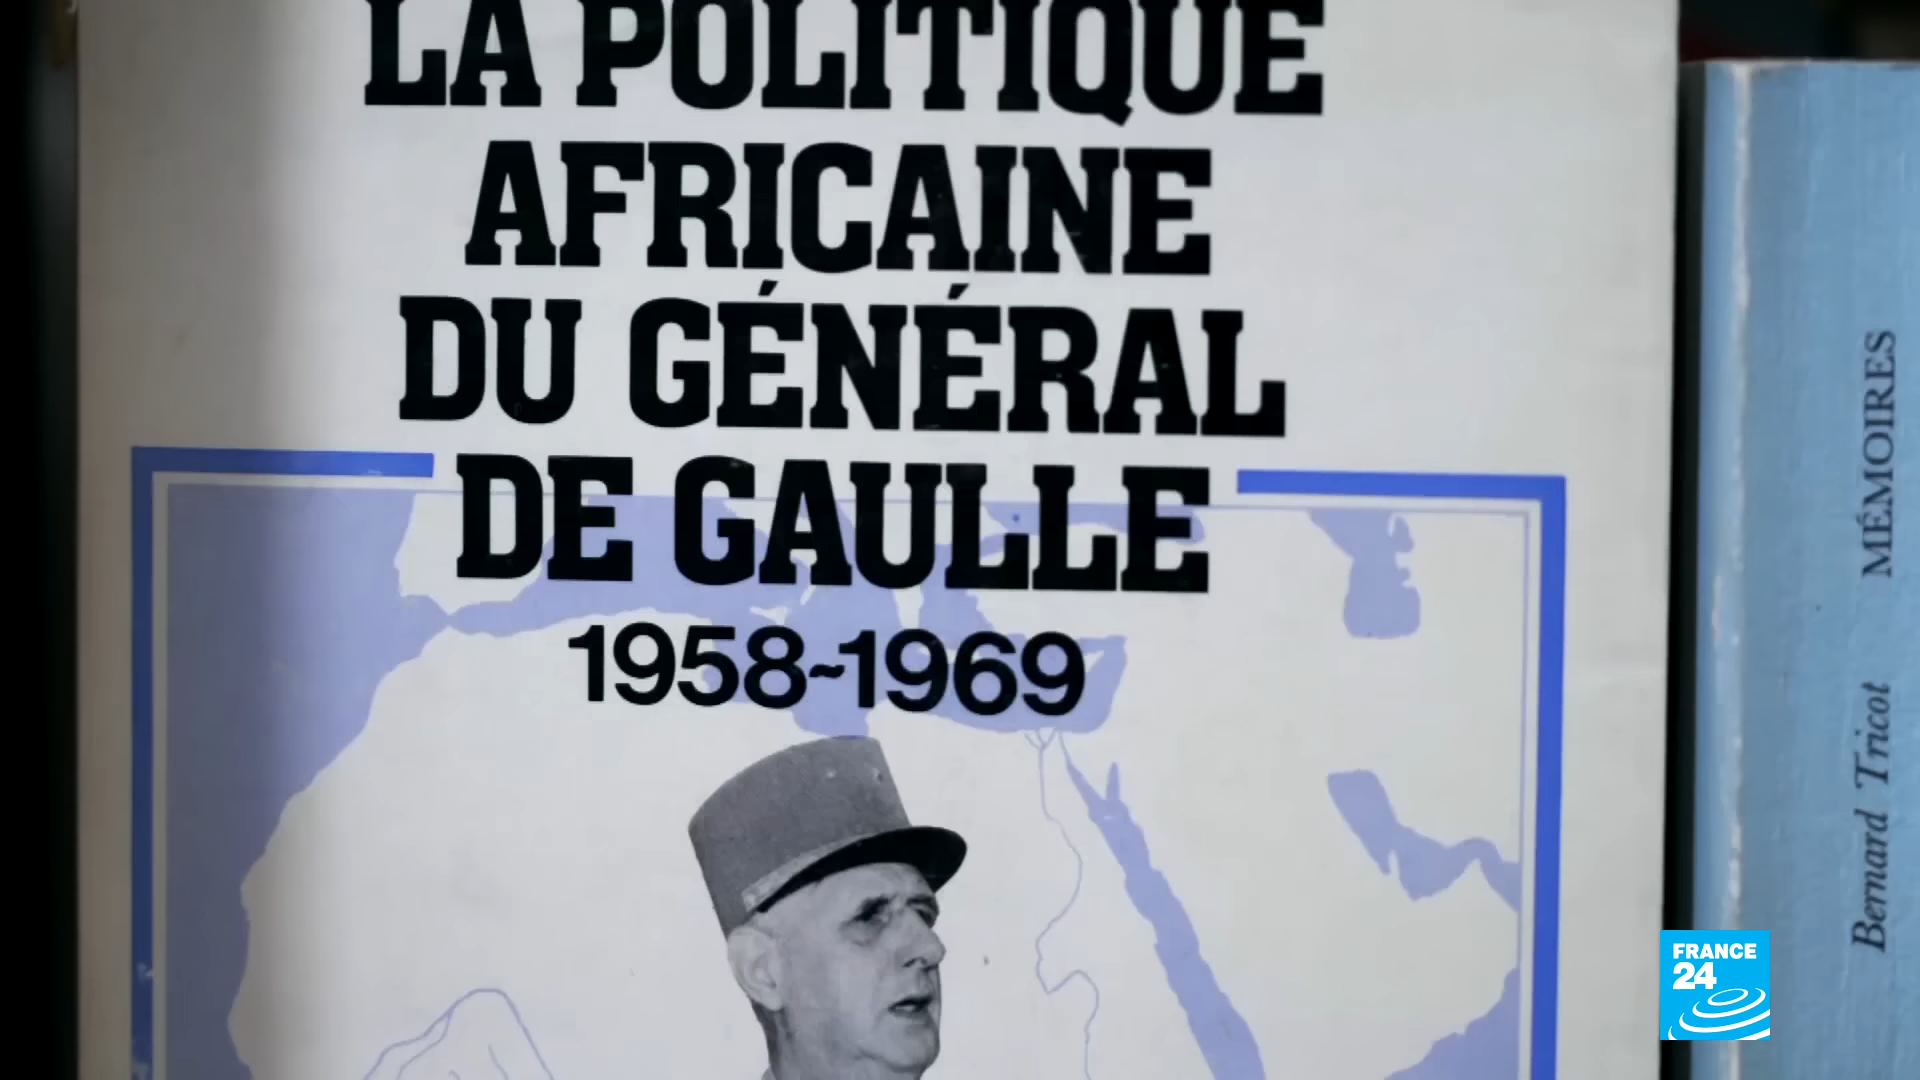 LA POLITIQUE
AFRICAINE
DU GÉNÉRAL
DE GAULLE
1958~1969
Bernard Tricot MÉMOIRES
FRANCE
24